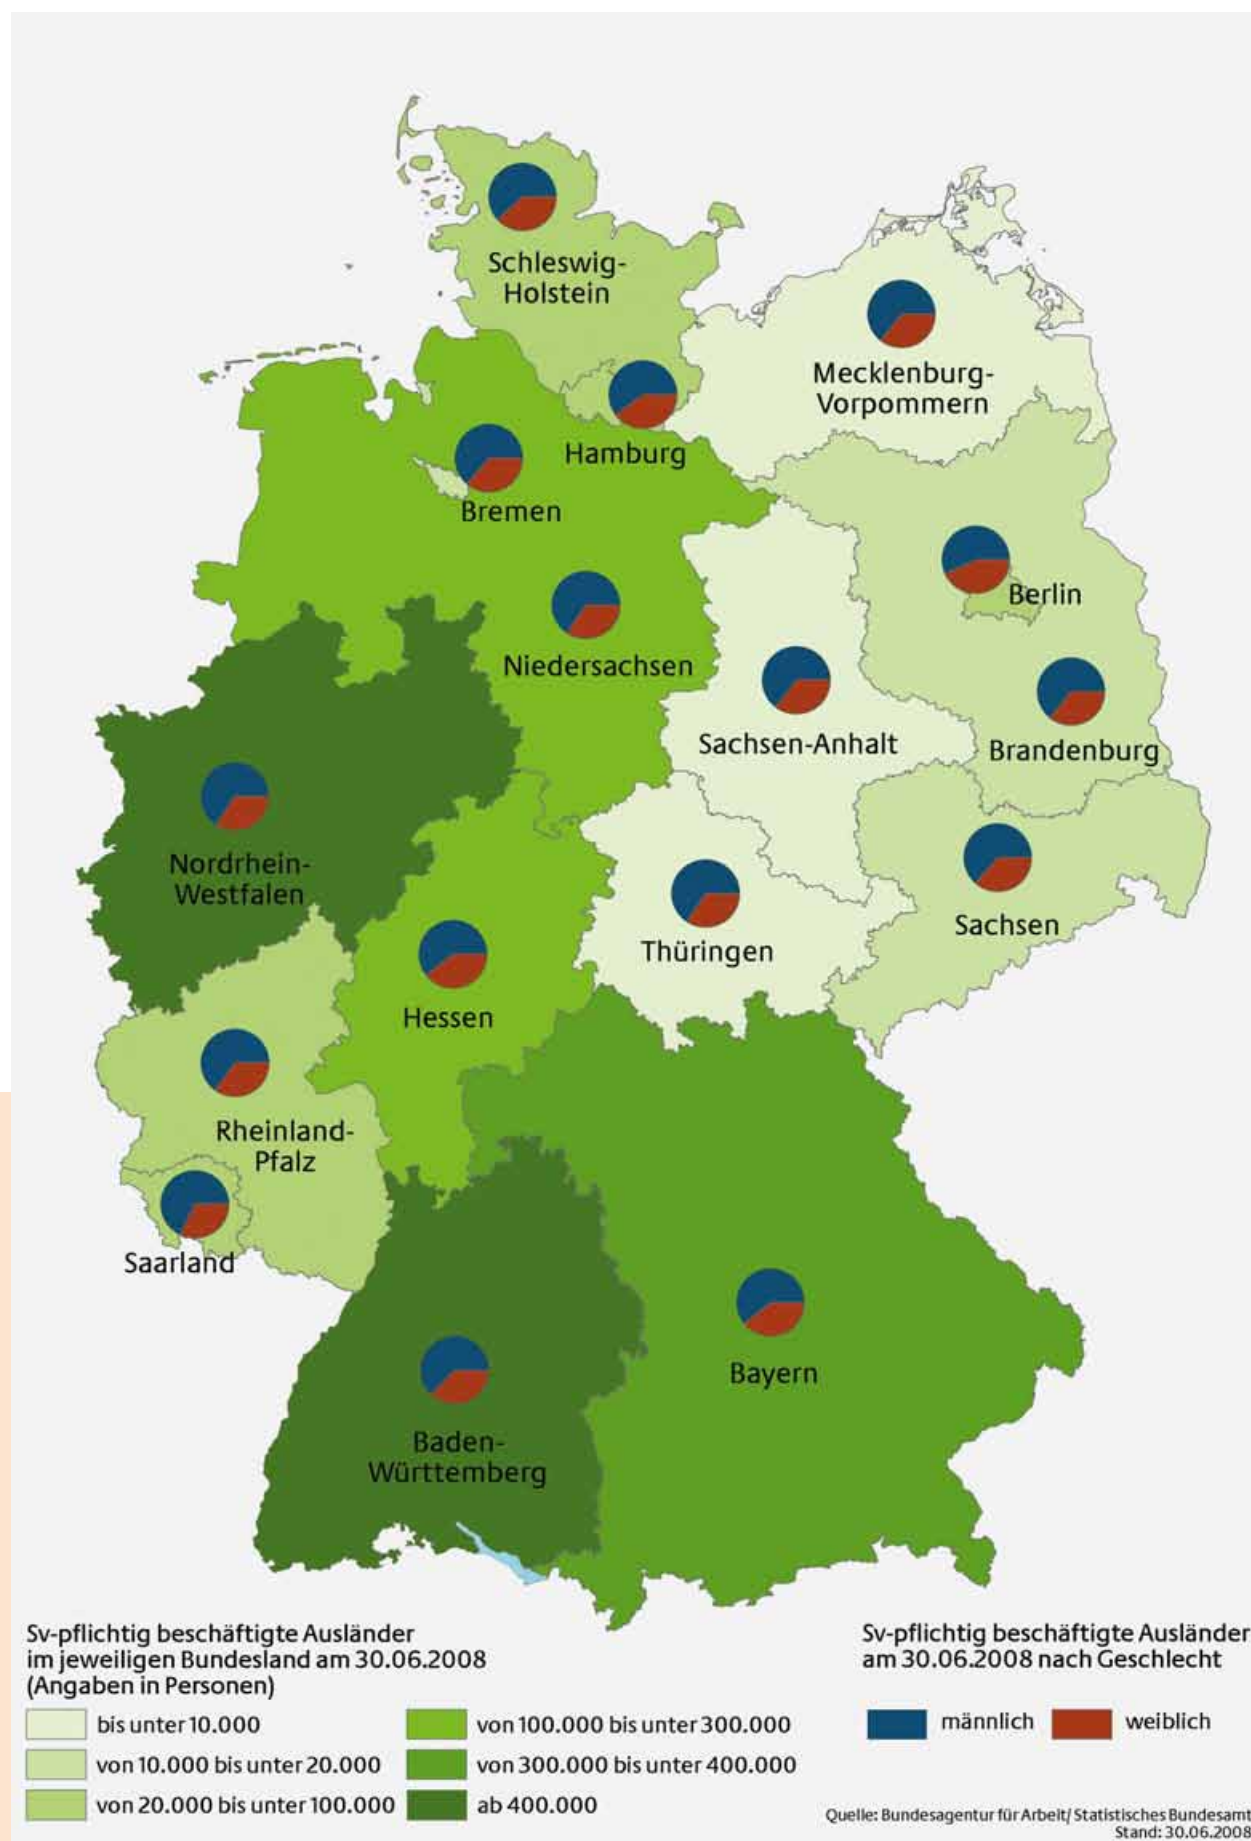 Schleswig-
Holstein
Mecklenburg-
Vorpommern
Hamburg
Bremen
Berlin
Niedersachsen
Sachsen-Anhalt
Brandenburg
Nordrhein-
Westfalen
Sachsen
Thüringen
Hessen
Rheinland-
Pfalz
Saarland
Bayern
Baden-
Württemberg
Sv-pflichtig beschäftigte Ausländer
im jeweiligen Bundesland am 30.06.2008
(Angaben in Personen)
bis unter 10.000
von 10.000 bis unter 20.000
von 20.000 bis unter 100.000
von 100.000 bis unter 300.000
von 300.000 bis unter 400.000
ab 400.000
Sv-pflichtig beschäftigte Ausländer
am 30.06.2008 nach Geschlecht
männlich
weiblich
Quelle: Bundesagentur für Arbeit/ Statistisches Bundesamt
Stand: 30.06.2008